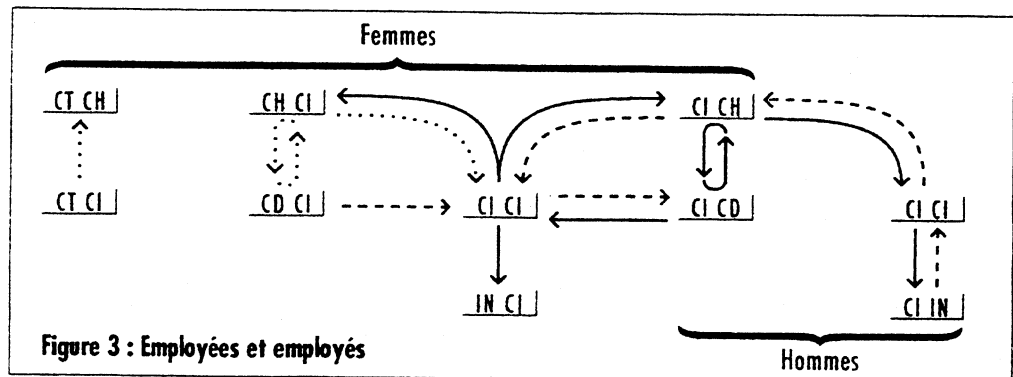 Femmes
CT CH CH CI CI CH
CT CI CD CI CI CI CI CD CI CI
IN CI CI IN
Figure 3 : Employées et employés
Hommes